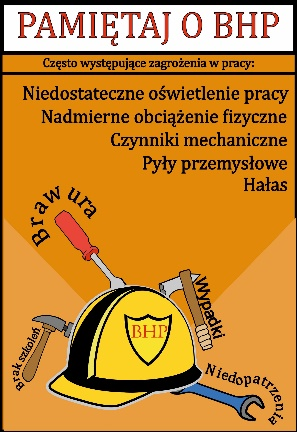 PAMIĘTAJ O BHP
Często występujące zagrożenia w pracy:
Niedostateczne oświetlenie pracy
Nadmierne obciążenie fizyczne
Czynniki mechaniczne
Pyły przemysłowe
Hałas
Brawura
Wypadki
BHP
Brak szkoleń
Niedopatrzenia